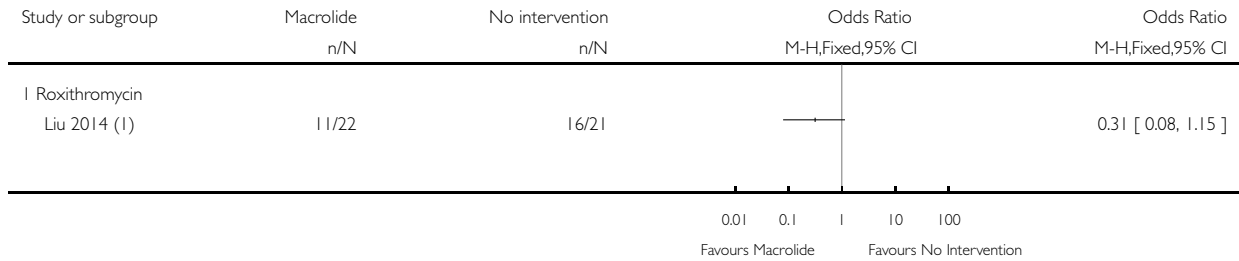 Study or subgroup Macrolide No intervention Odds Ratio Odds Ratio
n/N n/N M-H,Fixed,95% CI M-H,Fixed,95% CI
1 Roxithromycin
Liu 2014 (1) 11/22 16/21 0.31 [ 0.08, 1.15 ]
0.01 0.1 1 10 100
Favours Macrolide Favours No Intervention